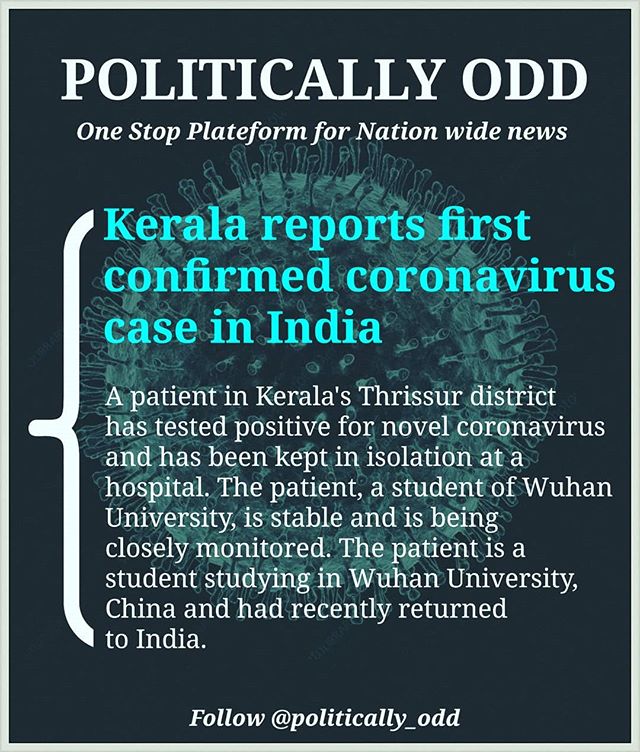 POLITICALLY ODD
One Stop Plateform for Nation wide news
Kerala reports first
confirmed coronavirus
case in India
A patient in Kerala's Thrissur district
has tested positive for novel coronavirus
and has been kept in isolation at a
hospital. The patient, a student of Wuhan
University, is stable and is being
closely monitored. The patient is a
student studying in Wuhan University,
China and had recently returned
to India.
Follow @politically_odd